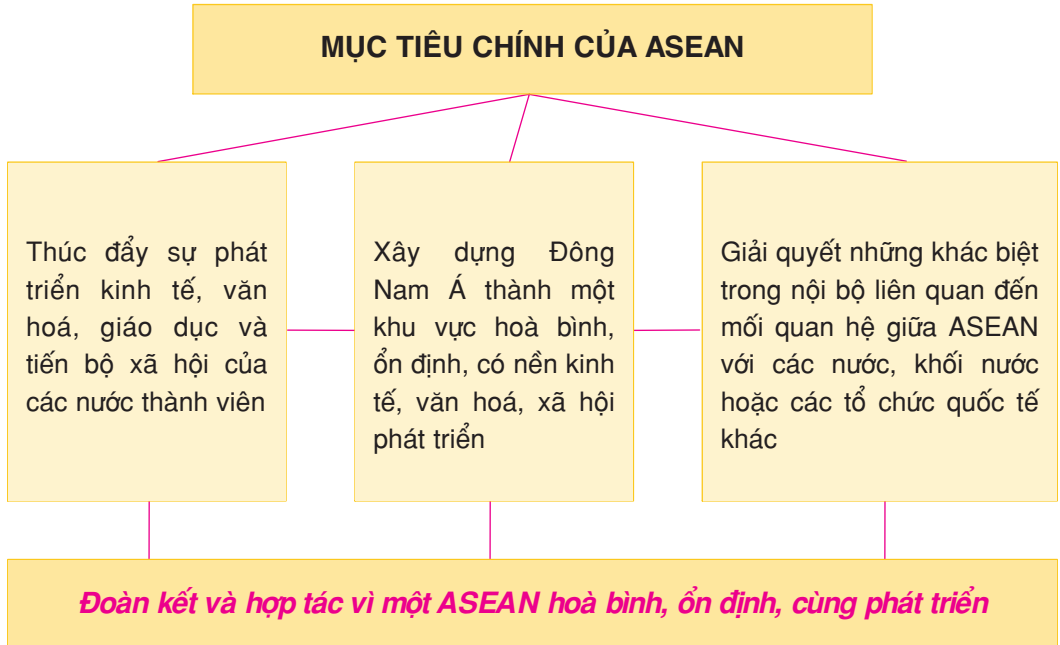 MỤC TIÊU CHÍNH CỦA ASEAN
Thúc đẩy sự phát
triển kinh tế, văn
hoá, giáo dục và
tiến bộ xã hội của
các nước thành viên
Xây dựng Đông
Nam Á thành một
khu vực hoà bình,
ổn định, có nền kinh
tế, văn hoá, xã hội
phát triển
Giải quyết những khác biệt
trong nội bộ liên quan đến
mối quan hệ giữa ASEAN
với các nước, khối nước
hoặc các tổ chức quốc tế
khác
Đoàn kết và hợp tác vì một ASEAN hoà bình, ổn định, cùng phát triển